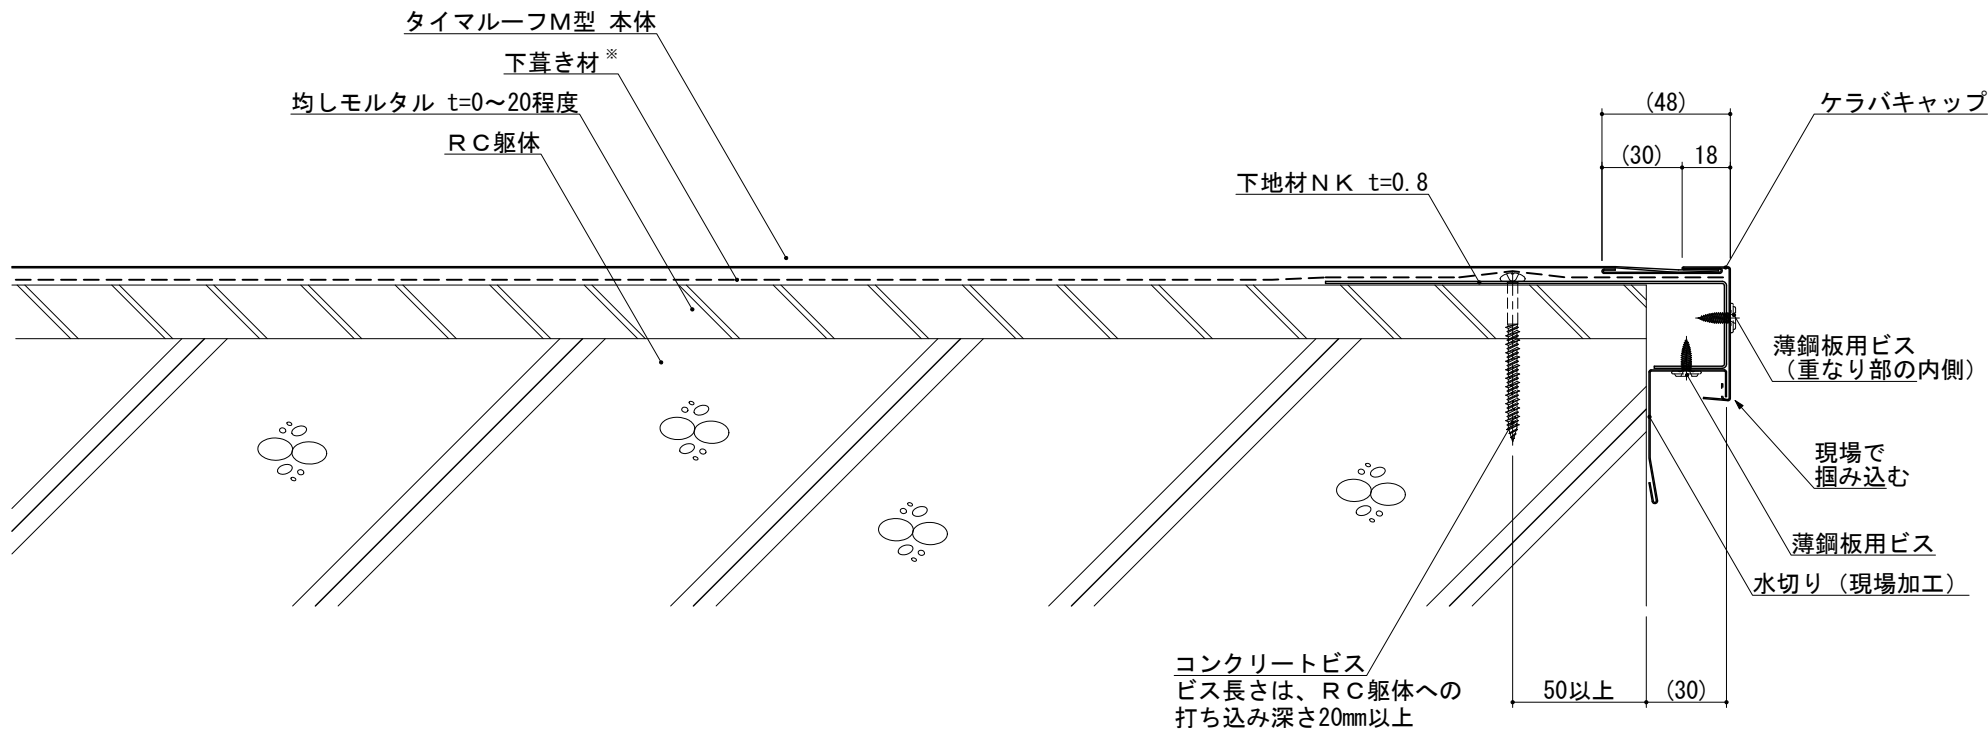 タイマルーフM型 本体
下葺き材※
均しモルタル t=0～20程度
ＲＣ躯体
(48)
(30) 18
ケラバキャップ
下地材ＮＫ t=0.8
薄鋼板用ビス
（重なり部の内側）
現場で
掴み込む
薄鋼板用ビス
水切り（現場加工）
コンクリートビス
ビス長さは、ＲＣ躯体への
打ち込み深さ20mm以上
50以上 (30)